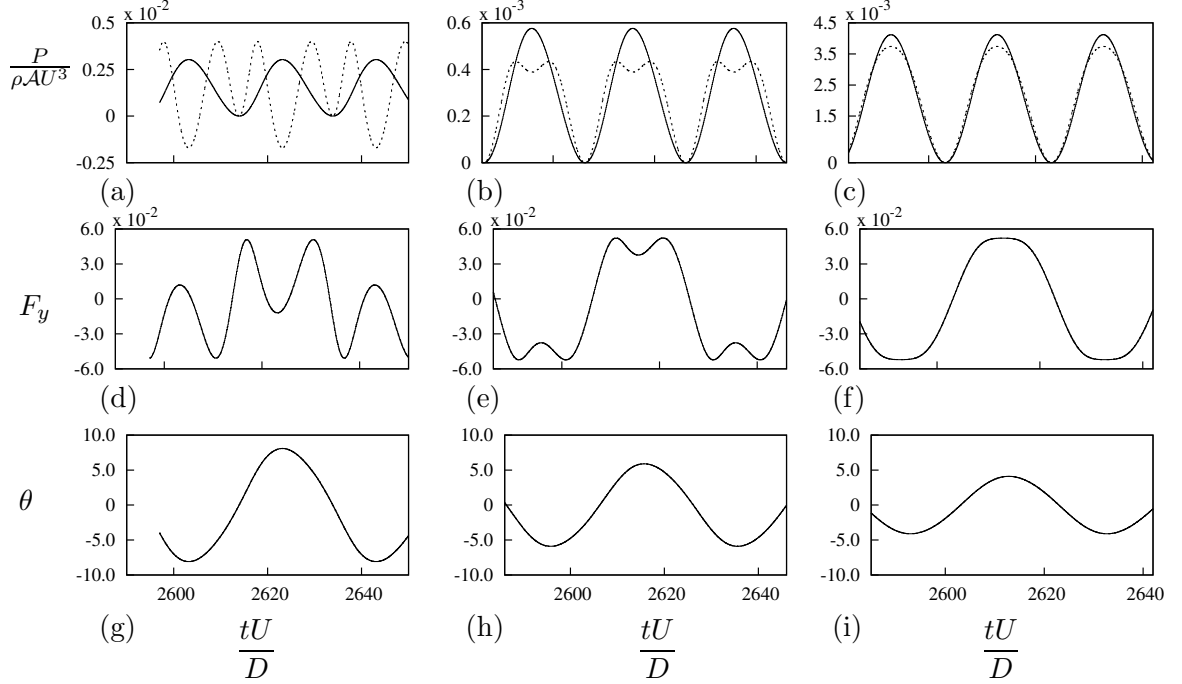 x 10-2 x 10-3 x 10-3
0.5 0.6 4.5
P/ρAU³ 0.25 0.4 3.5
0 0.2 1.5
-0.25 0 0
(a) (b) (c)
x 10-2 x 10-2 x 10-2
6.0 6.0 6.0
3.0 3.0 3.0
Fy 0 0 0
-3.0 -3.0 -3.0
-6.0 -6.0 -6.0
(d) (e) (f)
10.0 10.0 10.0
5.0 5.0 5.0
θ 0 0 0
-5.0 -5.0 -5.0
-10.0 -10.0 -10.0
2600 2620 2640 2600 2620 2640 2600 2620 2640
(g) tU/D (h) tU/D (i) tU/D